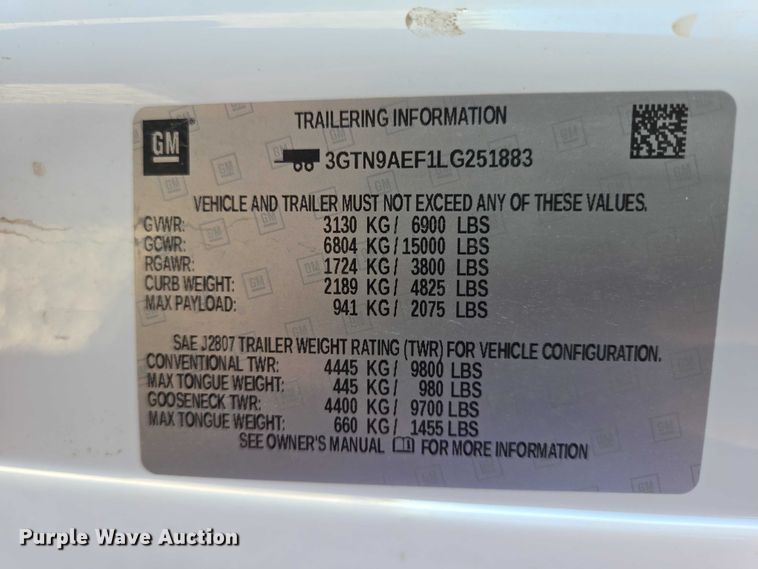 TRAILERING INFORMATION
GM
3GTN9AEF1LG251883
VEHICLE AND TRAILER MUST NOT EXCEED ANY OF THESE VALUES.
GVWR: 3130 KG / 6900 LBS
GCWR: 6804 KG / 15000 LBS
RGAWR: 1724 KG / 3800 LBS
CURB WEIGHT: 2189 KG / 4825 LBS
MAX PAYLOAD: 941 KG / 2075 LBS
SAE J2807 TRAILER WEIGHT RATING (TWR) FOR VEHICLE CONFIGURATION.
CONVENTIONAL TWR: 4445 KG / 9800 LBS
MAX TONGUE WEIGHT: 445 KG / 980 LBS
GOOSENECK TWR: 4400 KG / 9700 LBS
MAX TONGUE WEIGHT: 660 KG / 1455 LBS
SEE OWNER'S MANUAL FOR MORE INFORMATION
Purple Wave Auction